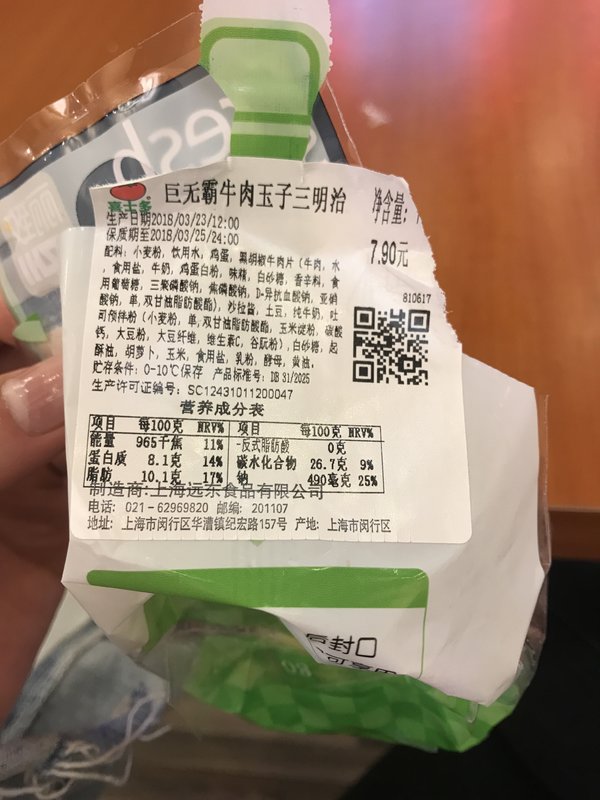 fresh
喜士多
巨无霸牛肉玉子三明治 净含量:
7.90元
生产日期2018/03/23/12:00
保质期至2018/03/25/24:00
810617
配料: 小麦粉, 饮用水, 鸡蛋, 黑胡椒牛肉片 (牛肉, 水
, 食用盐, 牛奶, 鸡蛋白粉, 味精, 白砂糖, 香辛料, 食
用葡萄糖, 三聚磷酸钠, 焦磷酸钠, D-异抗血酸钠, 亚硝
酸钠, 单, 双甘油脂肪酸酯), 沙拉酱, 土豆, 纯牛奶, 吐
司预拌粉 (小麦粉, 单, 双甘油脂肪酸酯, 玉米淀粉, 碳酸
钙, 大豆粉, 大豆纤维, 维生素C, 谷朊粉), 白砂糖, 起
酥油, 胡萝卜, 玉米, 食用盐, 乳粉, 酵母, 黄油。
贮存条件: 0-10℃保存 产品标准号: DB 31/2025
生产许可证编号: SC12431011200047
营养成分表
项目 每100克 NRV% 项目 每100克 NRV%
能量 965千焦 11% -反式脂肪酸 0克
蛋白质 8.1克 14% 碳水化合物 26.7克 9%
脂肪 10.1克 17% 钠 490毫克 25%
制造商:上海远东食品有限公司
电话: 021-62969820 邮编: 201107
地址: 上海市闵行区华漕镇纪宏路157号 产地: 上海市闵行区
后封口
可享用
08